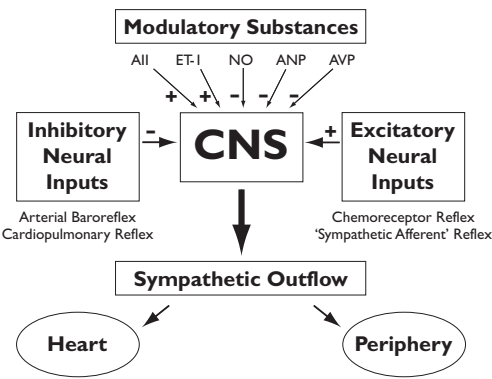 Modulatory Substances
AII ET-1 NO ANP AVP
+ + - - -
Inhibitory
Neural
Inputs
-
CNS
+
Excitatory
Neural
Inputs
Arterial Baroreflex
Cardiopulmonary Reflex
Chemoreceptor Reflex
'Sympathetic Afferent' Reflex
Sympathetic Outflow
Heart
Periphery